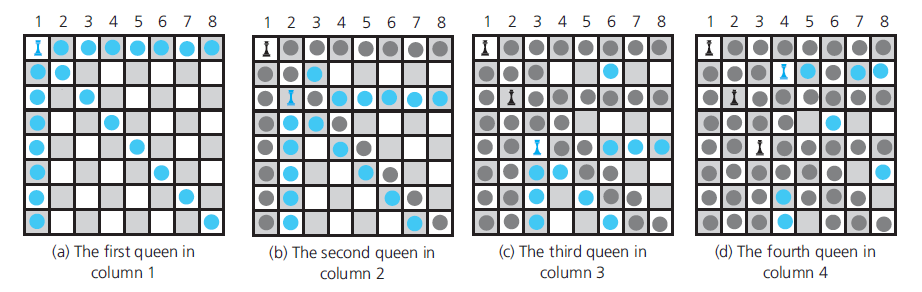 1 2 3 4 5 6 7 8
1 2 3 4 5 6 7 8
1 2 3 4 5 6 7 8
1 2 3 4 5 6 7 8
(a) The first queen in
column 1
(b) The second queen in
column 2
(c) The third queen in
column 3
(d) The fourth queen in
column 4